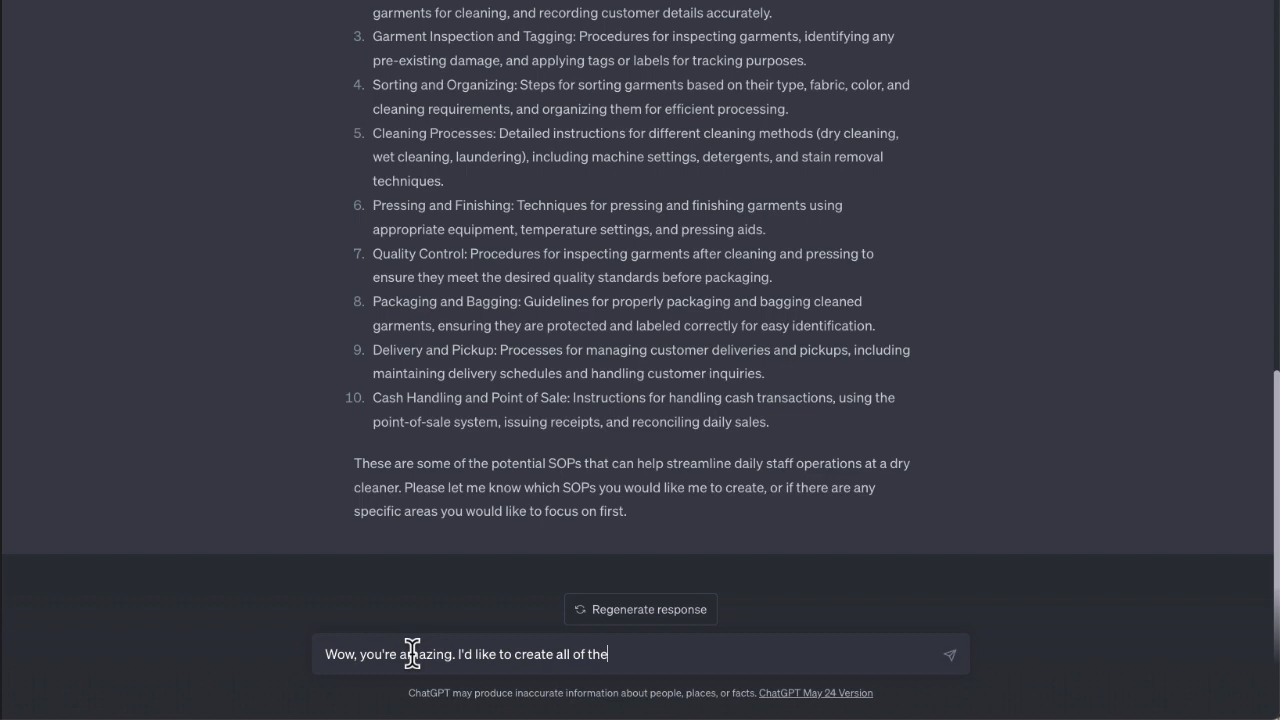 garments for cleaning, and recording customer details accurately.
3. Garment Inspection and Tagging: Procedures for inspecting garments, identifying any
pre-existing damage, and applying tags or labels for tracking purposes.
4. Sorting and Organizing: Steps for sorting garments based on their type, fabric, color, and
cleaning requirements, and organizing them for efficient processing.
5. Cleaning Processes: Detailed instructions for different cleaning methods (dry cleaning,
wet cleaning, laundering), including machine settings, detergents, and stain removal
techniques.
6. Pressing and Finishing: Techniques for pressing and finishing garments using
appropriate equipment, temperature settings, and pressing aids.
7. Quality Control: Procedures for inspecting garments after cleaning and pressing to
ensure they meet the desired quality standards before packaging.
8. Packaging and Bagging: Guidelines for properly packaging and bagging cleaned
garments, ensuring they are protected and labeled correctly for easy identification.
9. Delivery and Pickup: Processes for managing customer deliveries and pickups, including
maintaining delivery schedules and handling customer inquiries.
10. Cash Handling and Point of Sale: Instructions for handling cash transactions, using the
point-of-sale system, issuing receipts, and reconciling daily sales.
These are some of the potential SOPs that can help streamline daily staff operations at a dry
cleaner. Please let me know which SOPs you would like me to create, or if there are any
specific areas you would like to focus on first.
Regenerate response
Wow, you're amazing. I'd like to create all of the
ChatGPT may produce inaccurate information about people, places, or facts. ChatGPT May 24 Version